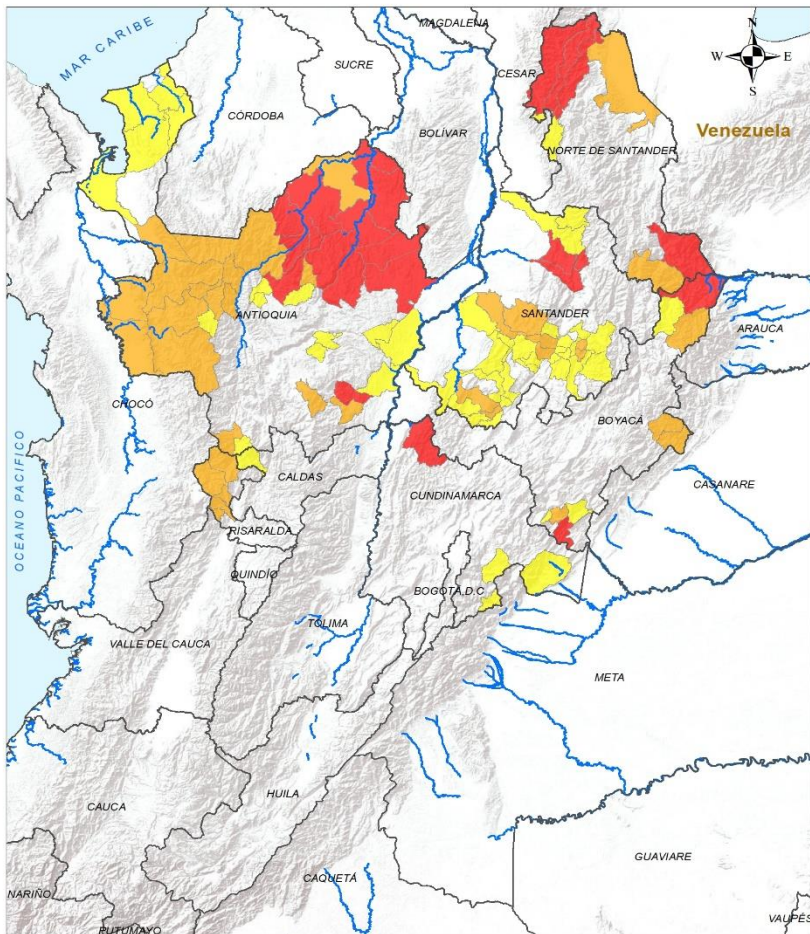 MAGDALENA
MAR CARIBE
SUCRE
CESAR
N
W E
S
CÓRDOBA
BOLÍVAR
Venezuela
NORTE DE SANTANDER
ANTIOQUIA
SANTANDER
ARAUCA
CHOCÓ
BOYACÁ
CALDAS
CASANARE
CUNDINAMARCA
OCEANO PACIFICO
RISARALDA
QUINDÍO
BOGOTÁ, D.C
TOLIMA
VALLE DEL CAUCA
META
HUILA
CAUCA
GUAVIARE
CAQUETÁ
NARIÑO
VAUPÉS
PUTUMAYO